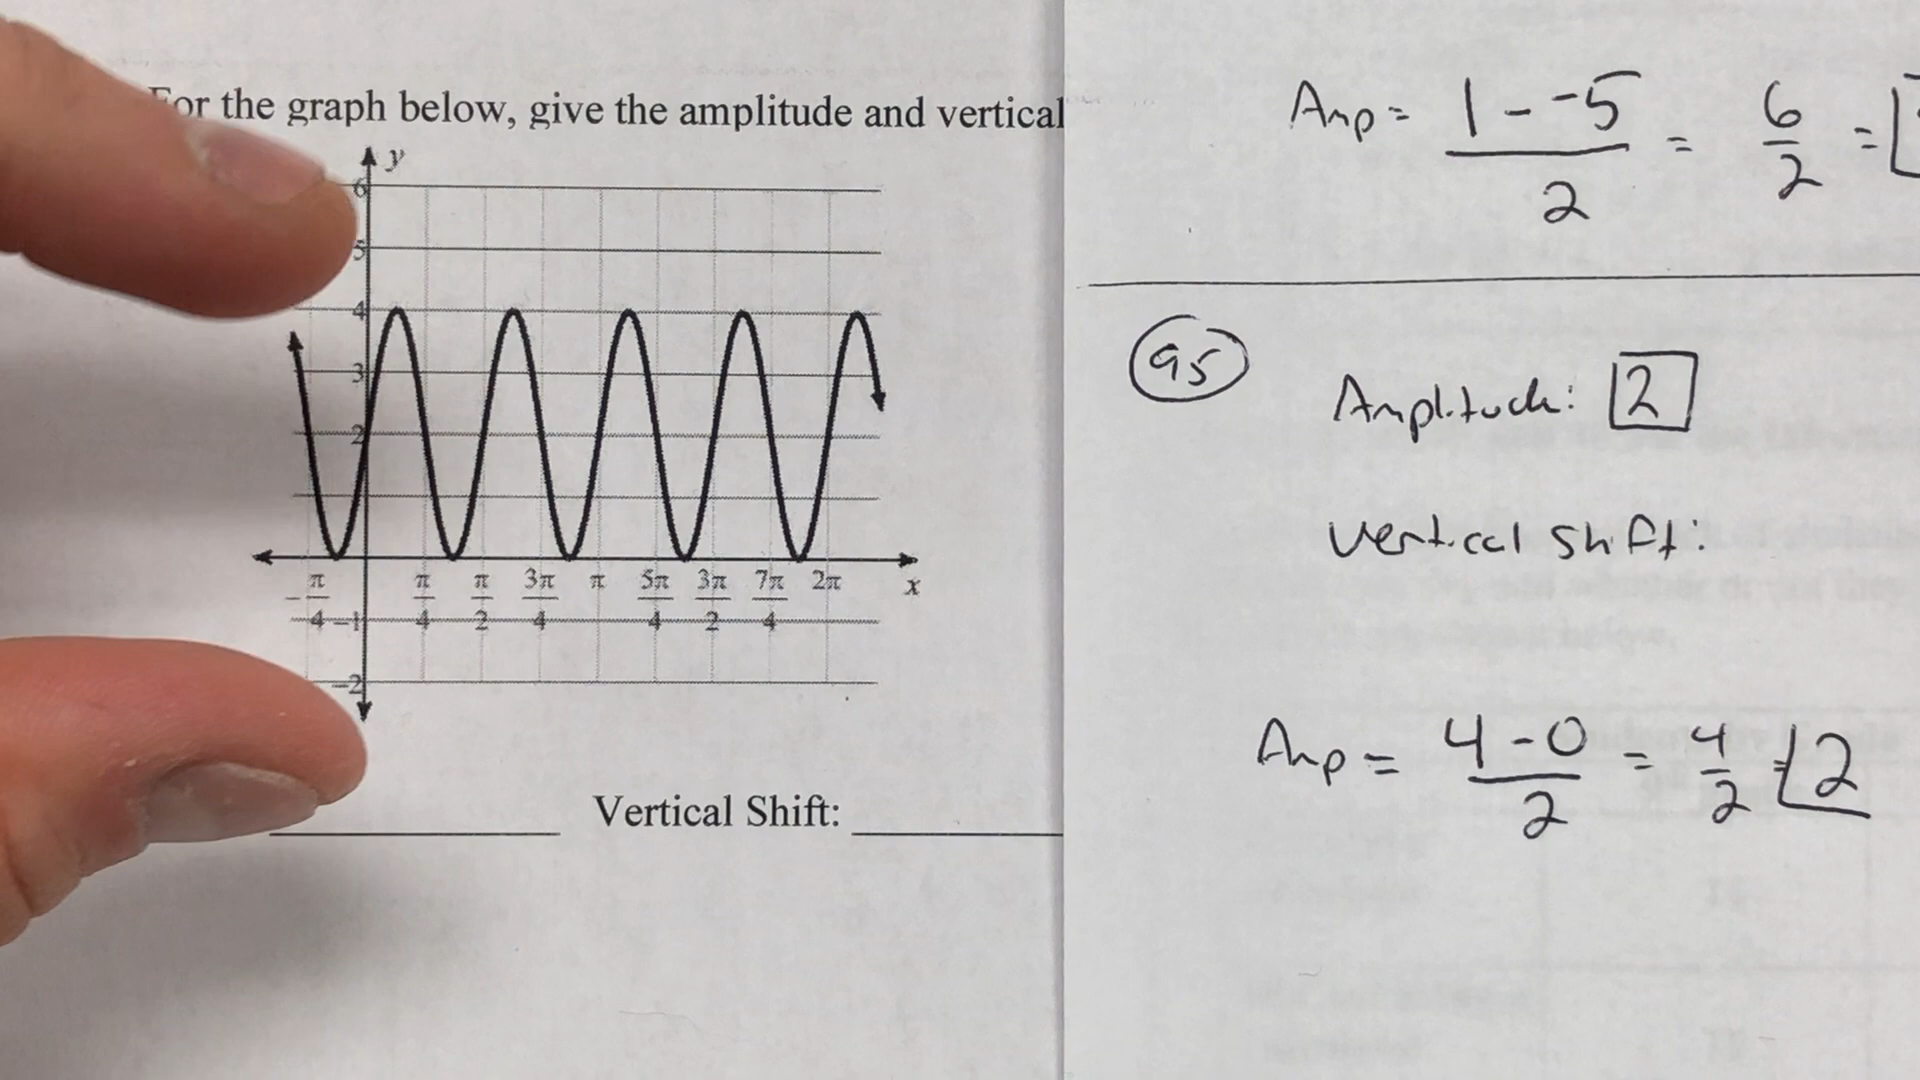 For the graph below, give the amplitude and vertical
y
6
5
4
3
2
-π/4 π/4 π/2 3π/4 π 5π/4 3π/2 7π/4 2π x
-1
-2
Vertical Shift:
Amp = 1 - -5 / 2 = 6/2 =
95
Amplitude: 2
Vertical shift:
Amp = 4 - 0 / 2 = 4/2 = 2